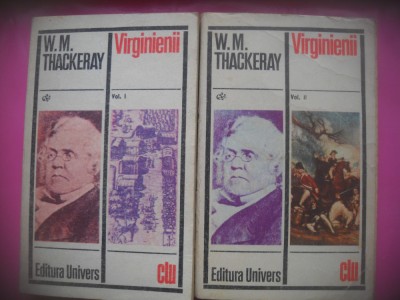 W. M.
THACKERAY
Virginienii
Vol. I
Editura Univers
clu
W. M.
THACKERAY
Virginienii
Vol. II
Editura Univers
clu